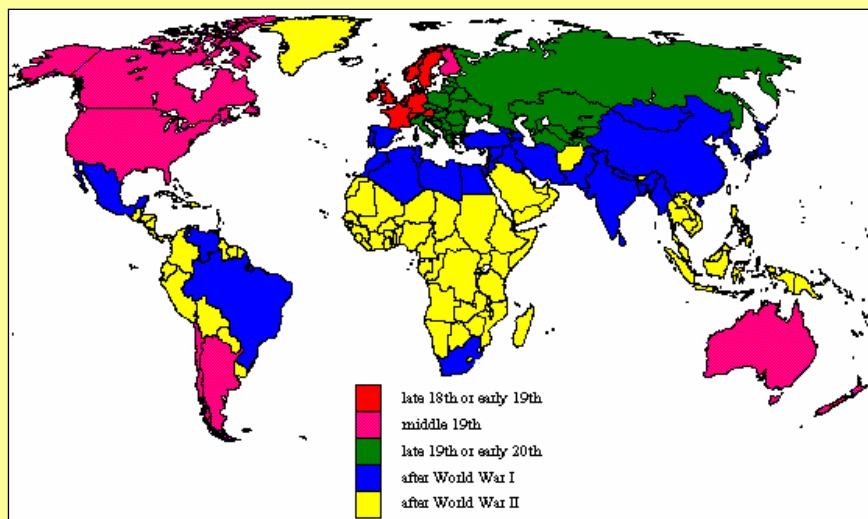 late 18th or early 19th
middle 19th
late 19th or early 20th
after World War I
after World War II